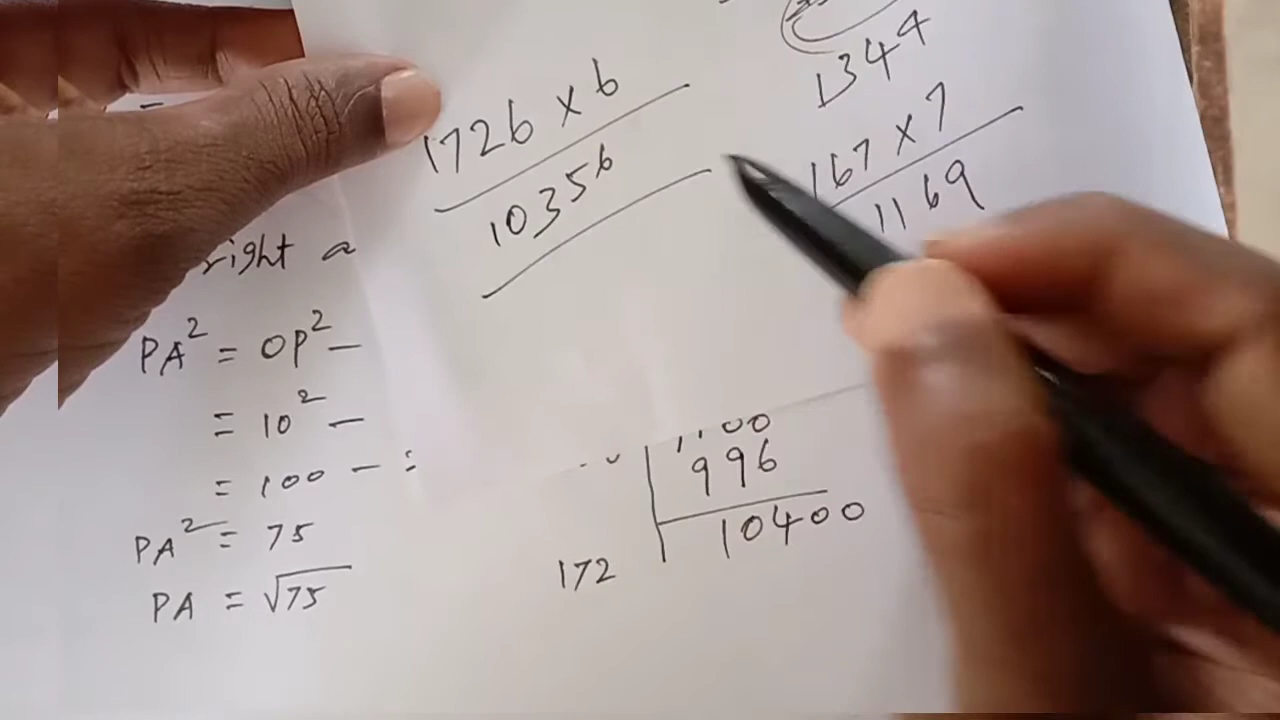 1344
1726 × 6
10356
167 × 7
1169
right a
PA² = OP² −
= 10² −
= 100 −
PA² = 75
PA = √75
996
10400
172